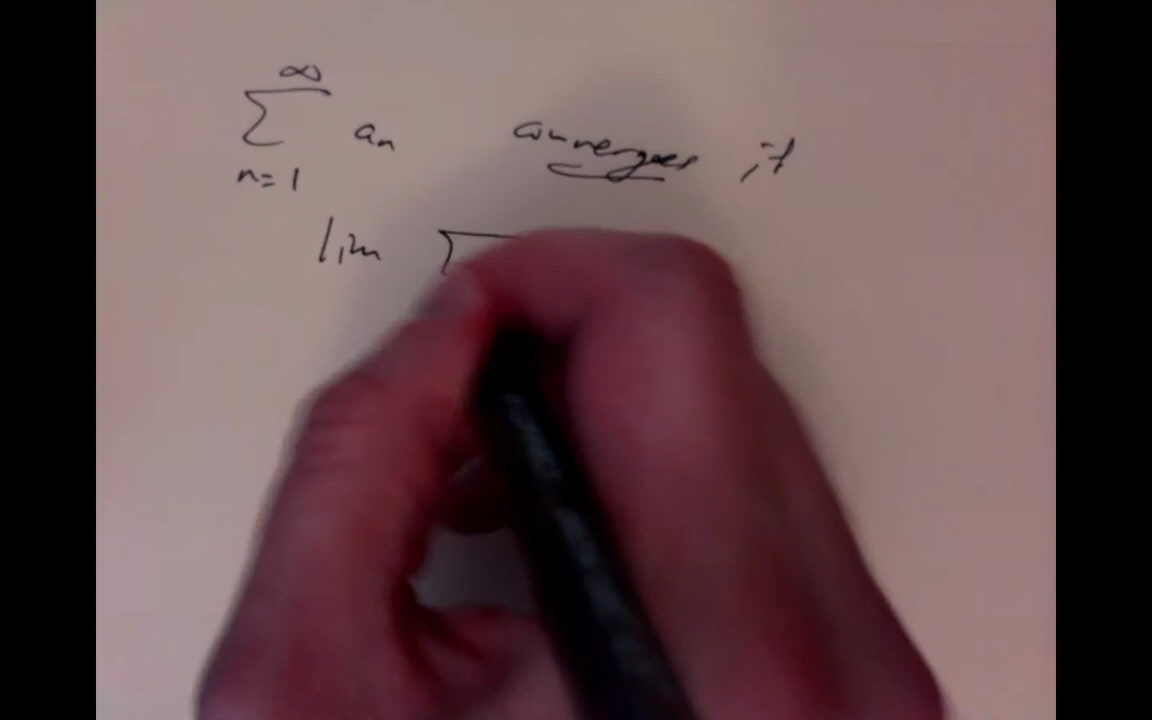 ∞
∑ aₙ converges if
n=1
lim ∑